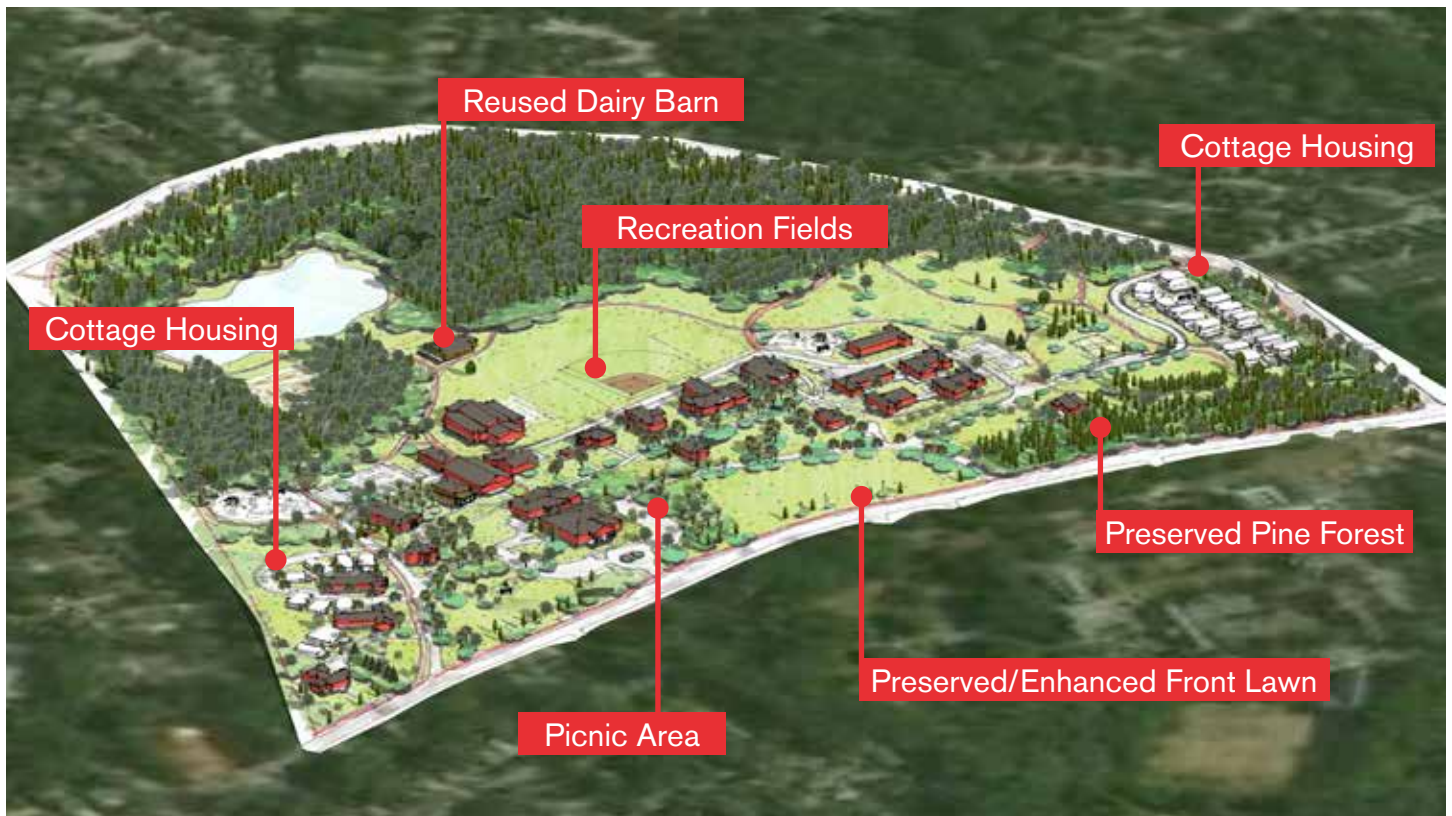 Reused Dairy Barn
Cottage Housing
Recreation Fields
Cottage Housing
Preserved Pine Forest
Preserved/Enhanced Front Lawn
Picnic Area